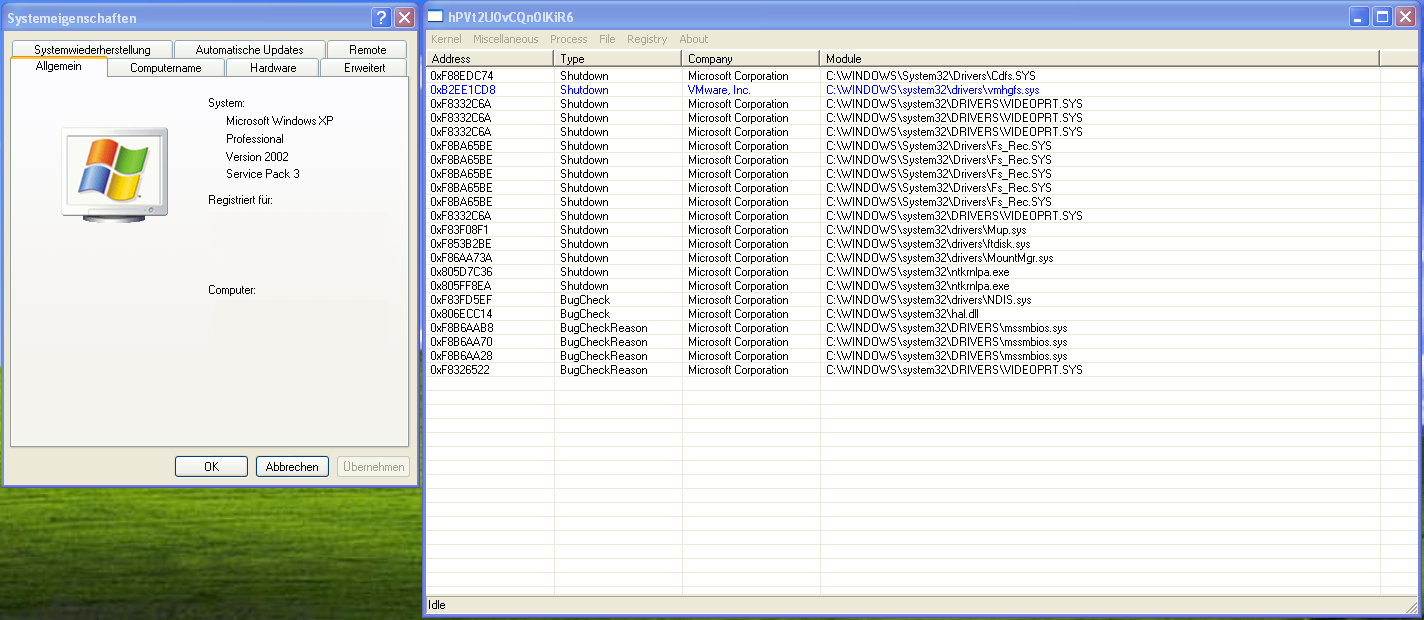 Systemeigenschaften
Systemwiederherstellung Automatische Updates Remote
Allgemein Computername Hardware Erweitert
System:
Microsoft Windows XP
Professional
Version 2002
Service Pack 3
Registriert für:
Computer:
OK Abbrechen Übernehmen
hPVt2U0vCQn0lKiR6
Kernel Miscellaneous Process File Registry About
Address Type Company Module
0xF88EDC74 Shutdown Microsoft Corporation C:\WINDOWS\System32\Drivers\Cdfs.SYS
0xB2EE1CD8 Shutdown VMware, Inc. C:\WINDOWS\system32\drivers\vmhgfs.sys
0xF8332C6A Shutdown Microsoft Corporation C:\WINDOWS\system32\DRIVERS\VIDEOPRT.SYS
0xF8332C6A Shutdown Microsoft Corporation C:\WINDOWS\system32\DRIVERS\VIDEOPRT.SYS
0xF8332C6A Shutdown Microsoft Corporation C:\WINDOWS\system32\DRIVERS\VIDEOPRT.SYS
0xF8BA65BE Shutdown Microsoft Corporation C:\WINDOWS\System32\Drivers\Fs_Rec.SYS
0xF8BA65BE Shutdown Microsoft Corporation C:\WINDOWS\System32\Drivers\Fs_Rec.SYS
0xF8BA65BE Shutdown Microsoft Corporation C:\WINDOWS\System32\Drivers\Fs_Rec.SYS
0xF8BA65BE Shutdown Microsoft Corporation C:\WINDOWS\System32\Drivers\Fs_Rec.SYS
0xF8BA65BE Shutdown Microsoft Corporation C:\WINDOWS\System32\Drivers\Fs_Rec.SYS
0xF8332C6A Shutdown Microsoft Corporation C:\WINDOWS\system32\DRIVERS\VIDEOPRT.SYS
0xF83F08F1 Shutdown Microsoft Corporation C:\WINDOWS\system32\drivers\Mup.sys
0xF853B2BE Shutdown Microsoft Corporation C:\WINDOWS\system32\drivers\ftdisk.sys
0xF86AA73A Shutdown Microsoft Corporation C:\WINDOWS\system32\drivers\MountMgr.sys
0x805D7C36 Shutdown Microsoft Corporation C:\WINDOWS\system32\ntkrnlpa.exe
0x805FF8EA Shutdown Microsoft Corporation C:\WINDOWS\system32\ntkrnlpa.exe
0xF83FD5EF BugCheck Microsoft Corporation C:\WINDOWS\system32\drivers\NDIS.sys
0x806ECC14 BugCheck Microsoft Corporation C:\WINDOWS\system32\hal.dll
0xF8B6AAB8 BugCheckReason Microsoft Corporation C:\WINDOWS\system32\DRIVERS\mssmbios.sys
0xF8B6AA70 BugCheckReason Microsoft Corporation C:\WINDOWS\system32\DRIVERS\mssmbios.sys
0xF8B6AA28 BugCheckReason Microsoft Corporation C:\WINDOWS\system32\DRIVERS\mssmbios.sys
0xF8326522 BugCheckReason Microsoft Corporation C:\WINDOWS\system32\DRIVERS\VIDEOPRT.SYS
Idle